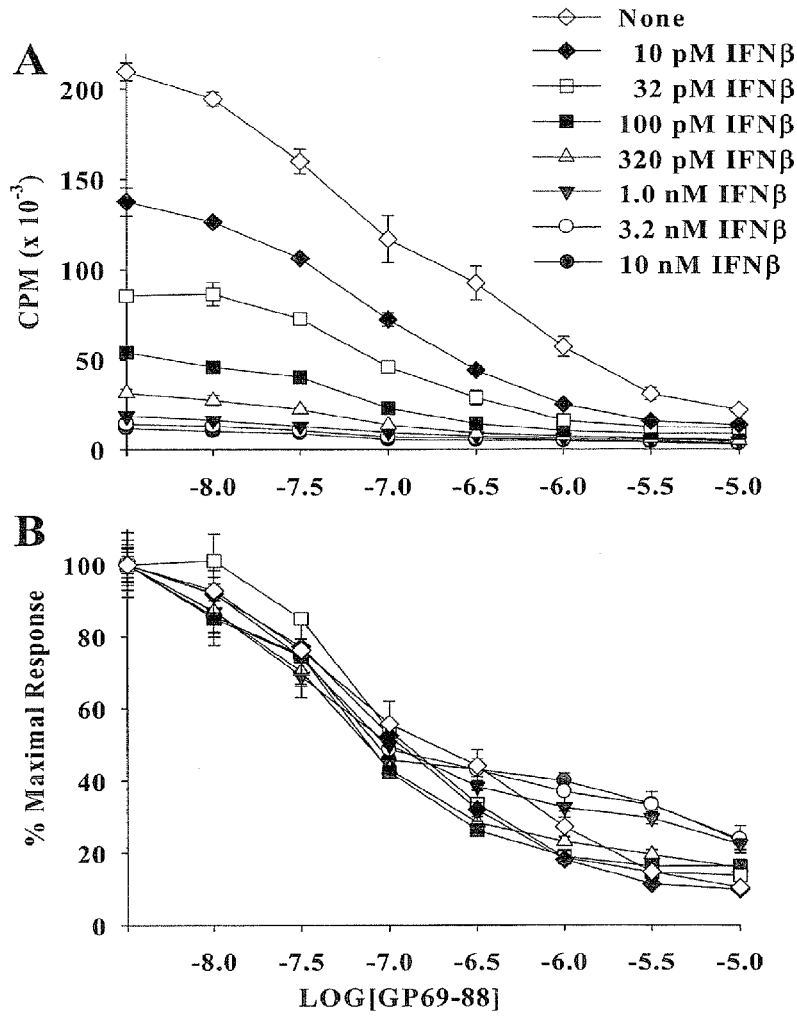 None
10 pM IFNβ
32 pM IFNβ
100 pM IFNβ
320 pM IFNβ
1.0 nM IFNβ
3.2 nM IFNβ
10 nM IFNβ
A
CPM (x 10⁻³)
200
150
100
50
0
-8.0 -7.5 -7.0 -6.5 -6.0 -5.5 -5.0
B
% Maximal Response
100
80
60
40
20
0
-8.0 -7.5 -7.0 -6.5 -6.0 -5.5 -5.0
LOG[GP69-88]